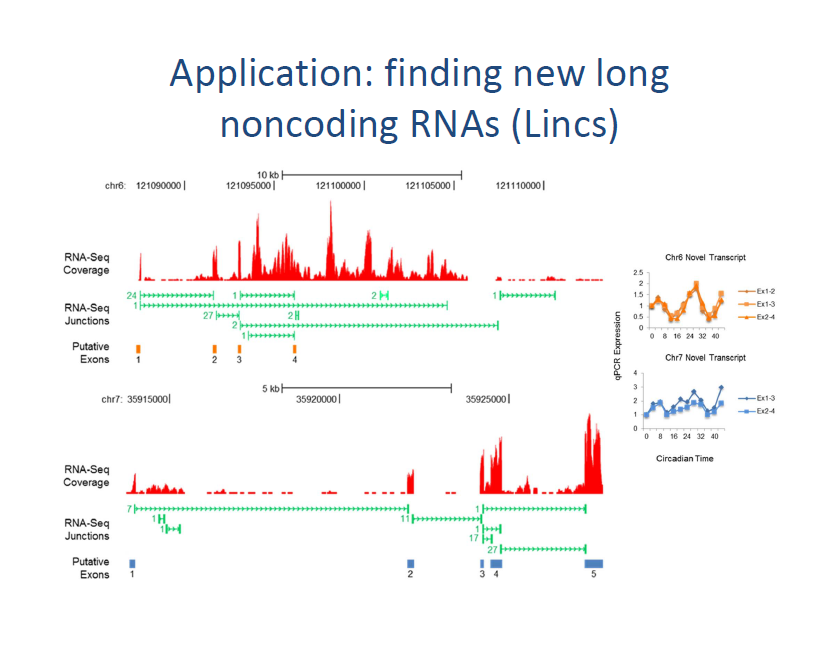 Application: finding new long
noncoding RNAs (Lincs)
10 kb
chr6: 121090000 121095000 121100000 121105000 121110000
RNA-Seq
Coverage
24 1 2 1
1
RNA-Seq
Junctions
27 2
2
1
Putative
Exons
1 2 3 4
5 kb
chr7: 35915000 35920000 35925000
RNA-Seq
Coverage
7 1
1 11
RNA-Seq
Junctions
1 1
17
27
Putative
Exons
1 2 3 4 5
qPCR Expression
Chr6 Novel Transcript
2.5
2
1.5
1
0.5
0
0 8 16 24 32 40
Ex1-2
Ex1-3
Ex2-4
Chr7 Novel Transcript
4
3
2
1
0
0 8 16 24 32 40
Ex1-3
Ex2-4
Circadian Time